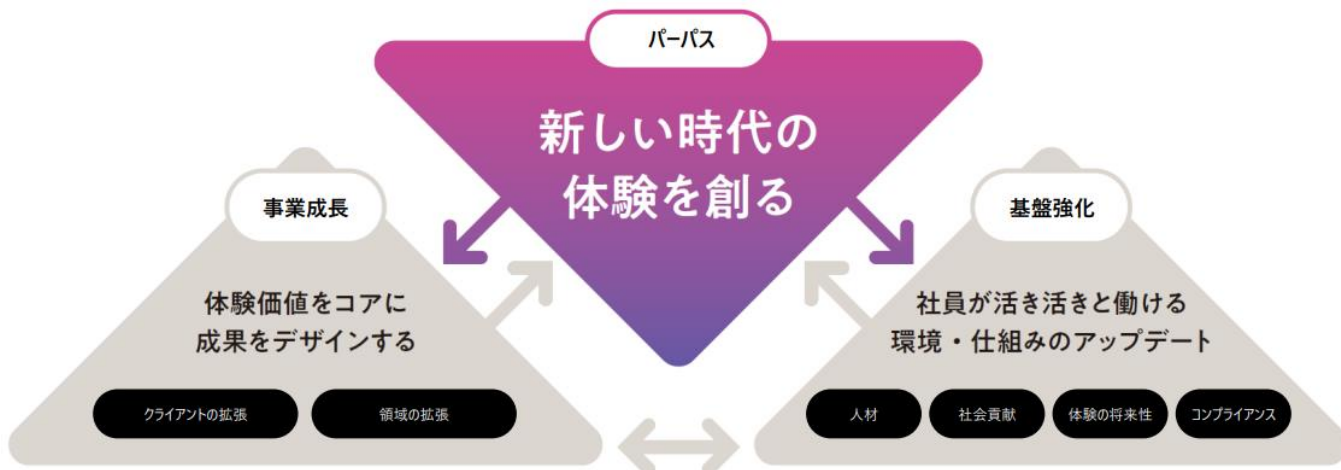 パーパス
新しい時代の
体験を創る
事業成長
体験価値をコアに
成果をデザインする
クライアントの拡張
領域の拡張
基盤強化
社員が活き活きと働ける
環境・仕組みのアップデート
人材
社会貢献
体験の将来性
コンプライアンス